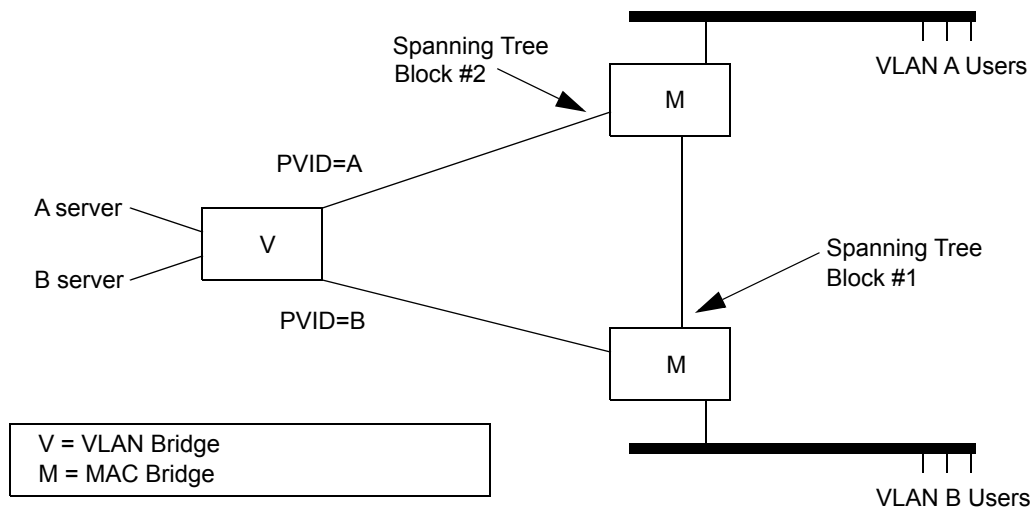 Spanning Tree
Block #2
VLAN A Users
M
PVID=A
A server
V
B server
Spanning Tree
Block #1
PVID=B
M
V = VLAN Bridge
M = MAC Bridge
VLAN B Users